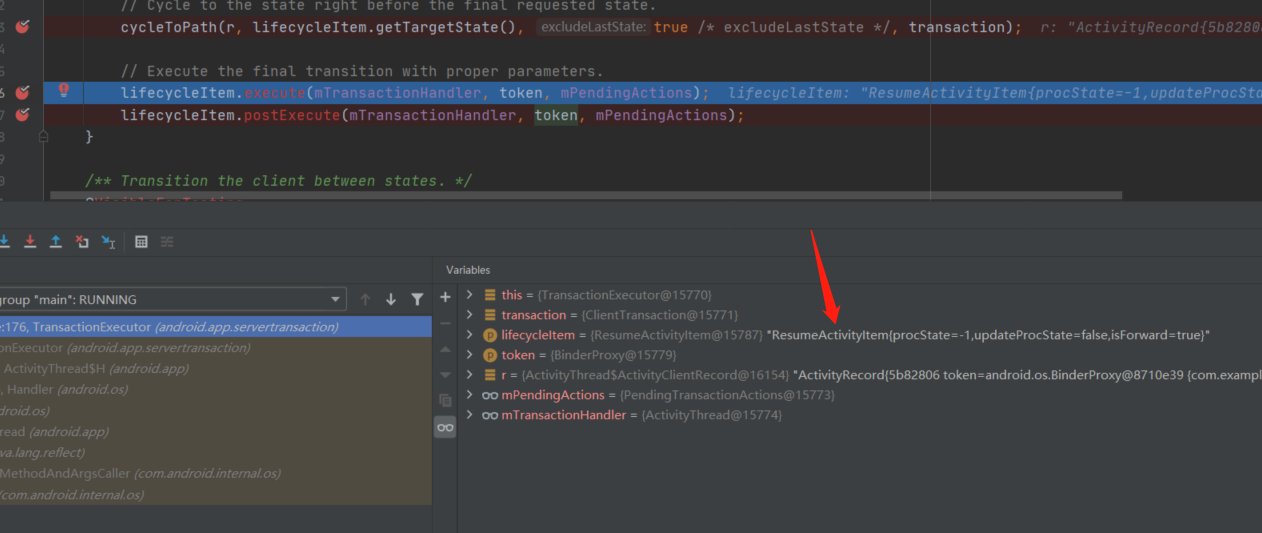 // Cycle to the state right before the final requested state.
cycleToPath(r, lifecycleItem.getTargetState(), excludeLastState: true /* excludeLastState */, transaction); r: "ActivityRecord{5b82806
// Execute the final transition with proper parameters.
lifecycleItem.execute(mTransactionHandler, token, mPendingActions); lifecycleItem: "ResumeActivityItem{procState=-1,updateProcSta
lifecycleItem.postExecute(mTransactionHandler, token, mPendingActions);
}
/** Transition the client between states. */
Variables
group "main": RUNNING
:176, TransactionExecutor (android.app.servertransaction)
onExecutor (android.app.servertransaction)
ActivityThread$H (android.app)
, Handler (android.os)
droid.os)
read (android.app)
va.lang.reflect)
MethodAndArgsCaller (com.android.internal.os)
(com.android.internal.os)
this = {TransactionExecutor@15770}
transaction = {ClientTransaction@15771}
lifecycleItem = {ResumeActivityItem@15787} "ResumeActivityItem{procState=-1,updateProcState=false,isForward=true}"
token = {BinderProxy@15779}
r = {ActivityThread$ActivityClientRecord@16154} "ActivityRecord{5b82806 token=android.os.BinderProxy@8710e39 {com.exampl
mPendingActions = {PendingTransactionActions@15773}
mTransactionHandler = {ActivityThread@15774}